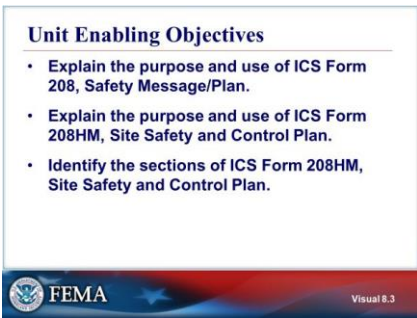 Unit Enabling Objectives
• Explain the purpose and use of ICS Form
208, Safety Message/Plan.
• Explain the purpose and use of ICS Form
208HM, Site Safety and Control Plan.
• Identify the sections of ICS Form 208HM,
Site Safety and Control Plan.
FEMA
Visual 8.3